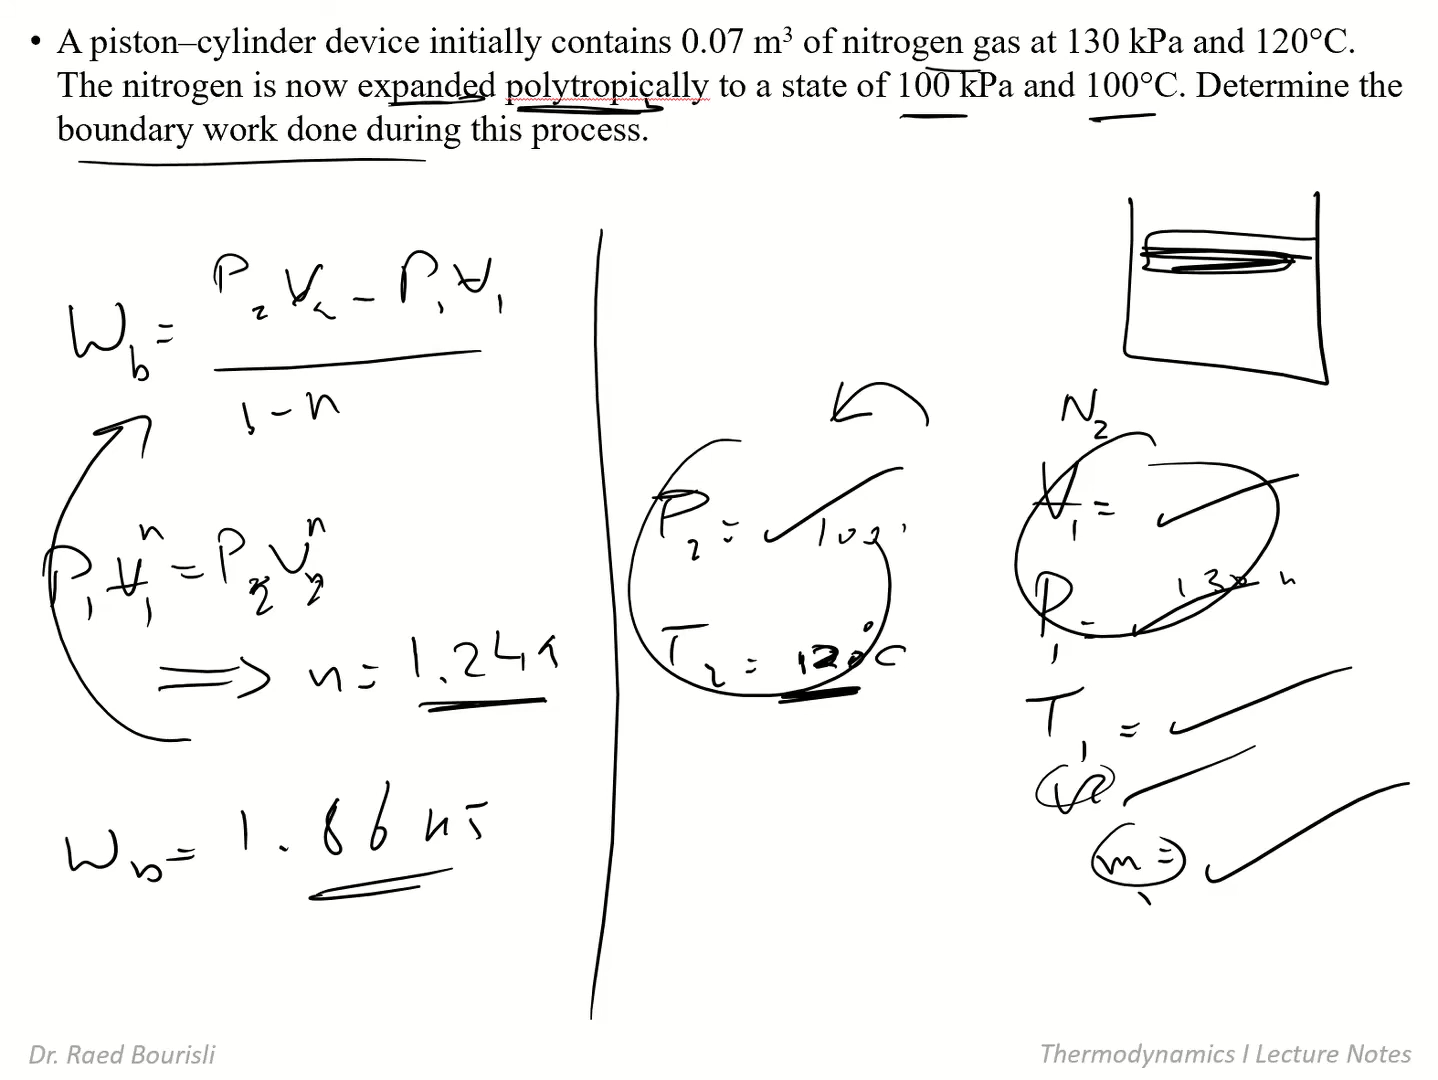 • A piston–cylinder device initially contains 0.07 m³ of nitrogen gas at 130 kPa and 120°C.
The nitrogen is now expanded polytropically to a state of 100 kPa and 100°C. Determine the
boundary work done during this process.
W_b = (P₂V₂ − P₁V₁) / (1 − n)
P₁V₁ⁿ = P₂V₂ⁿ
⟹ n = 1.249
W_b = 1.86 kJ
P₂ = ✓ 100
T₂ = 120°C
N₂
V₁ = ✓
P₁ = 130 k
T₁ = ✓
m₁ = ✓
Dr. Raed Bourisli
Thermodynamics I Lecture Notes